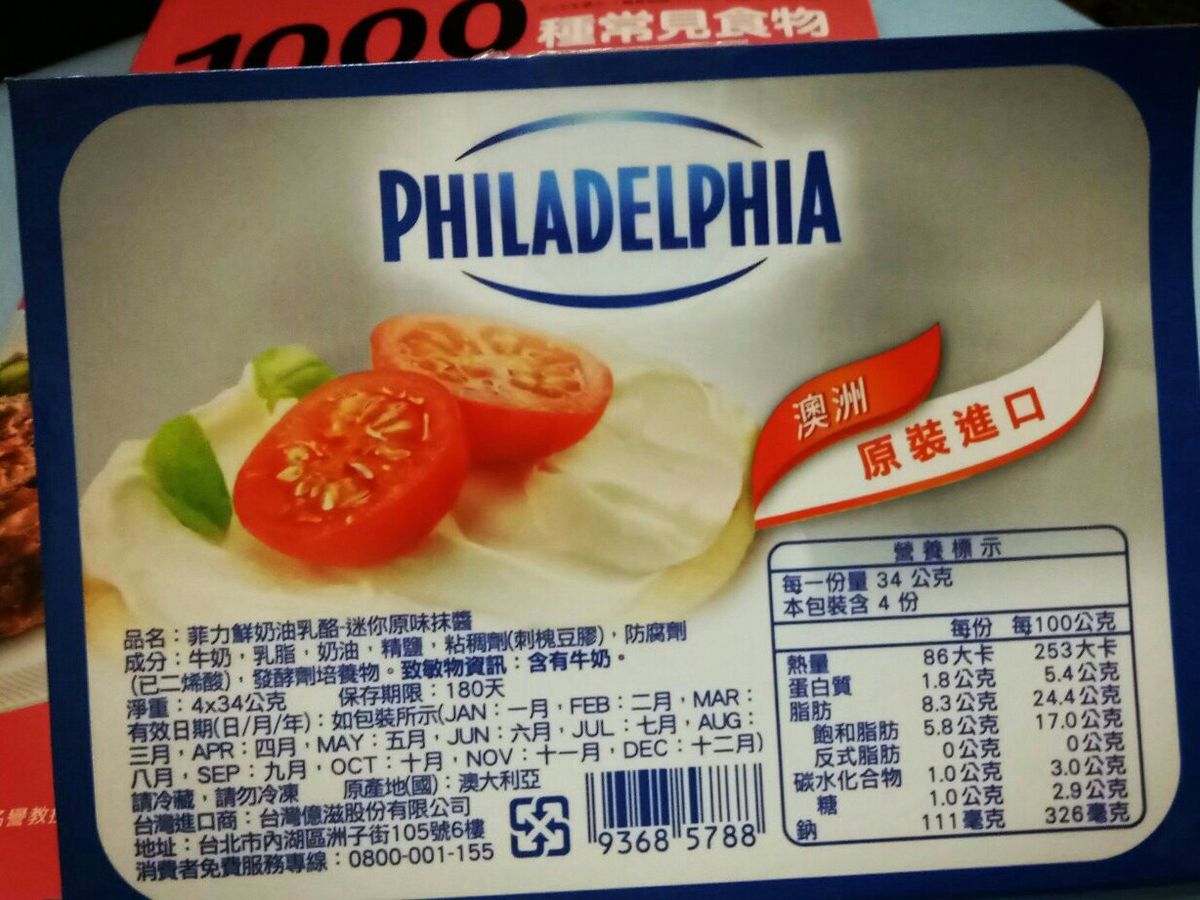 1000 種常見食物
PHILADELPHIA
澳洲
原裝進口
品名：菲力鮮奶油乳酪-迷你原味抹醬
成分：牛奶，乳脂，奶油，精鹽，粘稠劑(刺槐豆膠)，防腐劑
(已二烯酸)，發酵劑培養物。致敏物資訊：含有牛奶。
淨重：4x34公克 保存期限：180天
有效日期(日/月/年)：如包裝所示(JAN：一月，FEB：二月，MAR：
三月，APR：四月，MAY：五月，JUN：六月，JUL：七月，AUG：
八月，SEP：九月，OCT：十月，NOV：十一月，DEC：十二月)
請冷藏，請勿冷凍 原產地(國)：澳大利亞
台灣進口商：台灣億滋股份有限公司
地址：台北市內湖區洲子街105號6樓
消費者免費服務專線：0800-001-155
9368 5788
營養標示
每一份量 34 公克
本包裝含 4 份
每份 每100公克
熱量 86大卡 253大卡
蛋白質 1.8公克 5.4公克
脂肪 8.3公克 24.4公克
飽和脂肪 5.8公克 17.0公克
反式脂肪 0公克 0公克
碳水化合物 1.0公克 3.0公克
糖 1.0公克 2.9公克
鈉 111毫克 326毫克